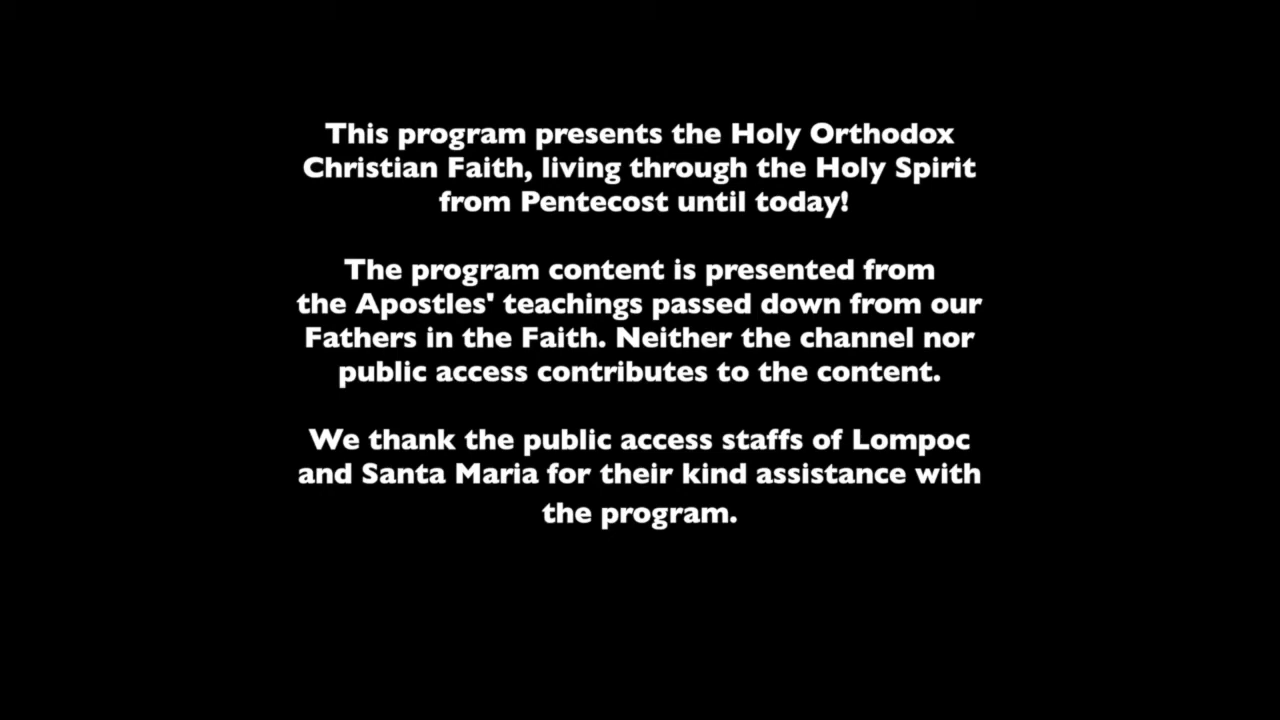 This program presents the Holy Orthodox
Christian Faith, living through the Holy Spirit
from Pentecost until today!
The program content is presented from
the Apostles' teachings passed down from our
Fathers in the Faith. Neither the channel nor
public access contributes to the content.
We thank the public access staffs of Lompoc
and Santa Maria for their kind assistance with
the program.